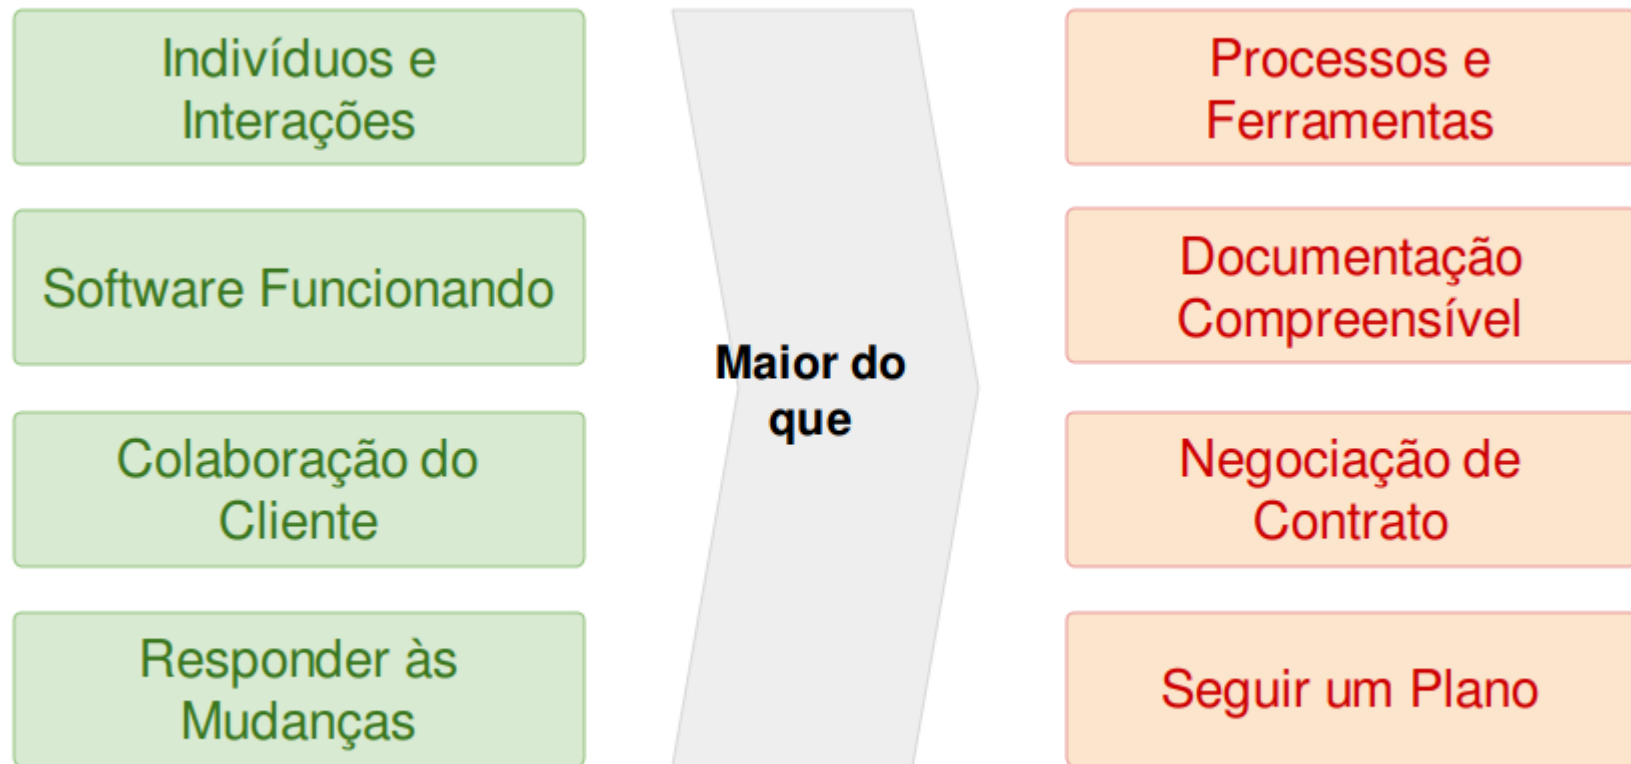 Indivíduos e
Interações
Processos e
Ferramentas
Software Funcionando
Documentação
Compreensível
Maior do
que
Colaboração do
Cliente
Negociação de
Contrato
Responder às
Mudanças
Seguir um Plano